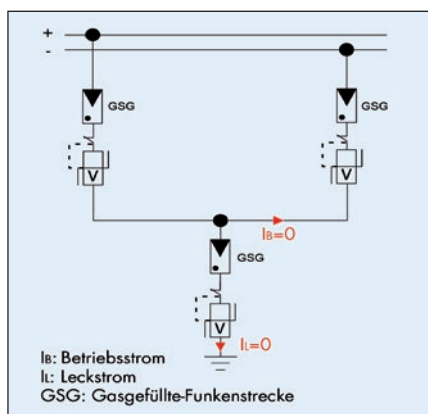 +
-
GSG
GSG
V
V
IB=0
GSG
V
IL=0
IB: Betriebsstrom
IL: Leckstrom
GSG: Gasgefüllte-Funkenstrecke